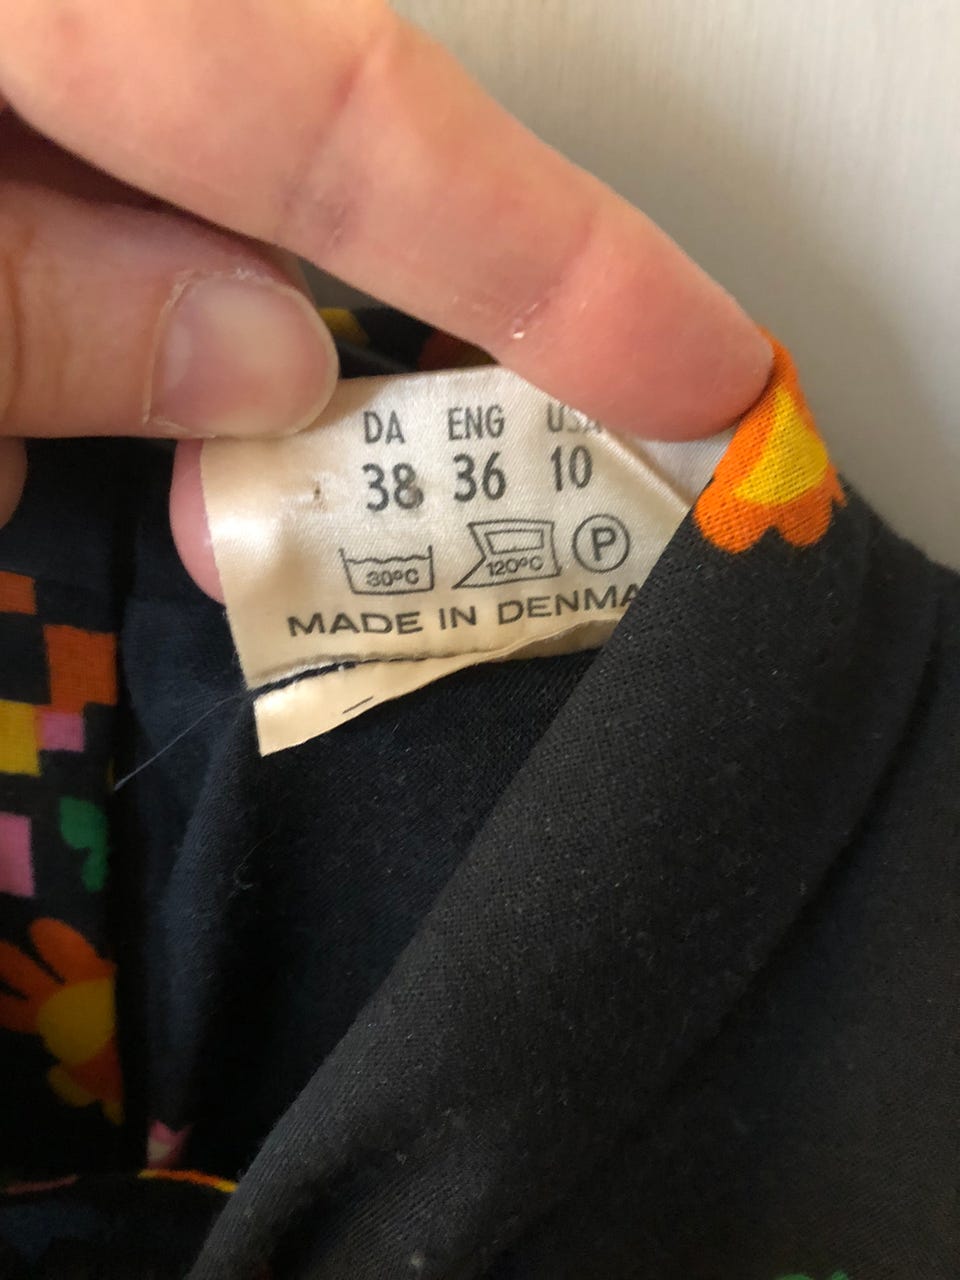 DA ENG USA
38 36 10
30°C 120°C P
MADE IN DENMA